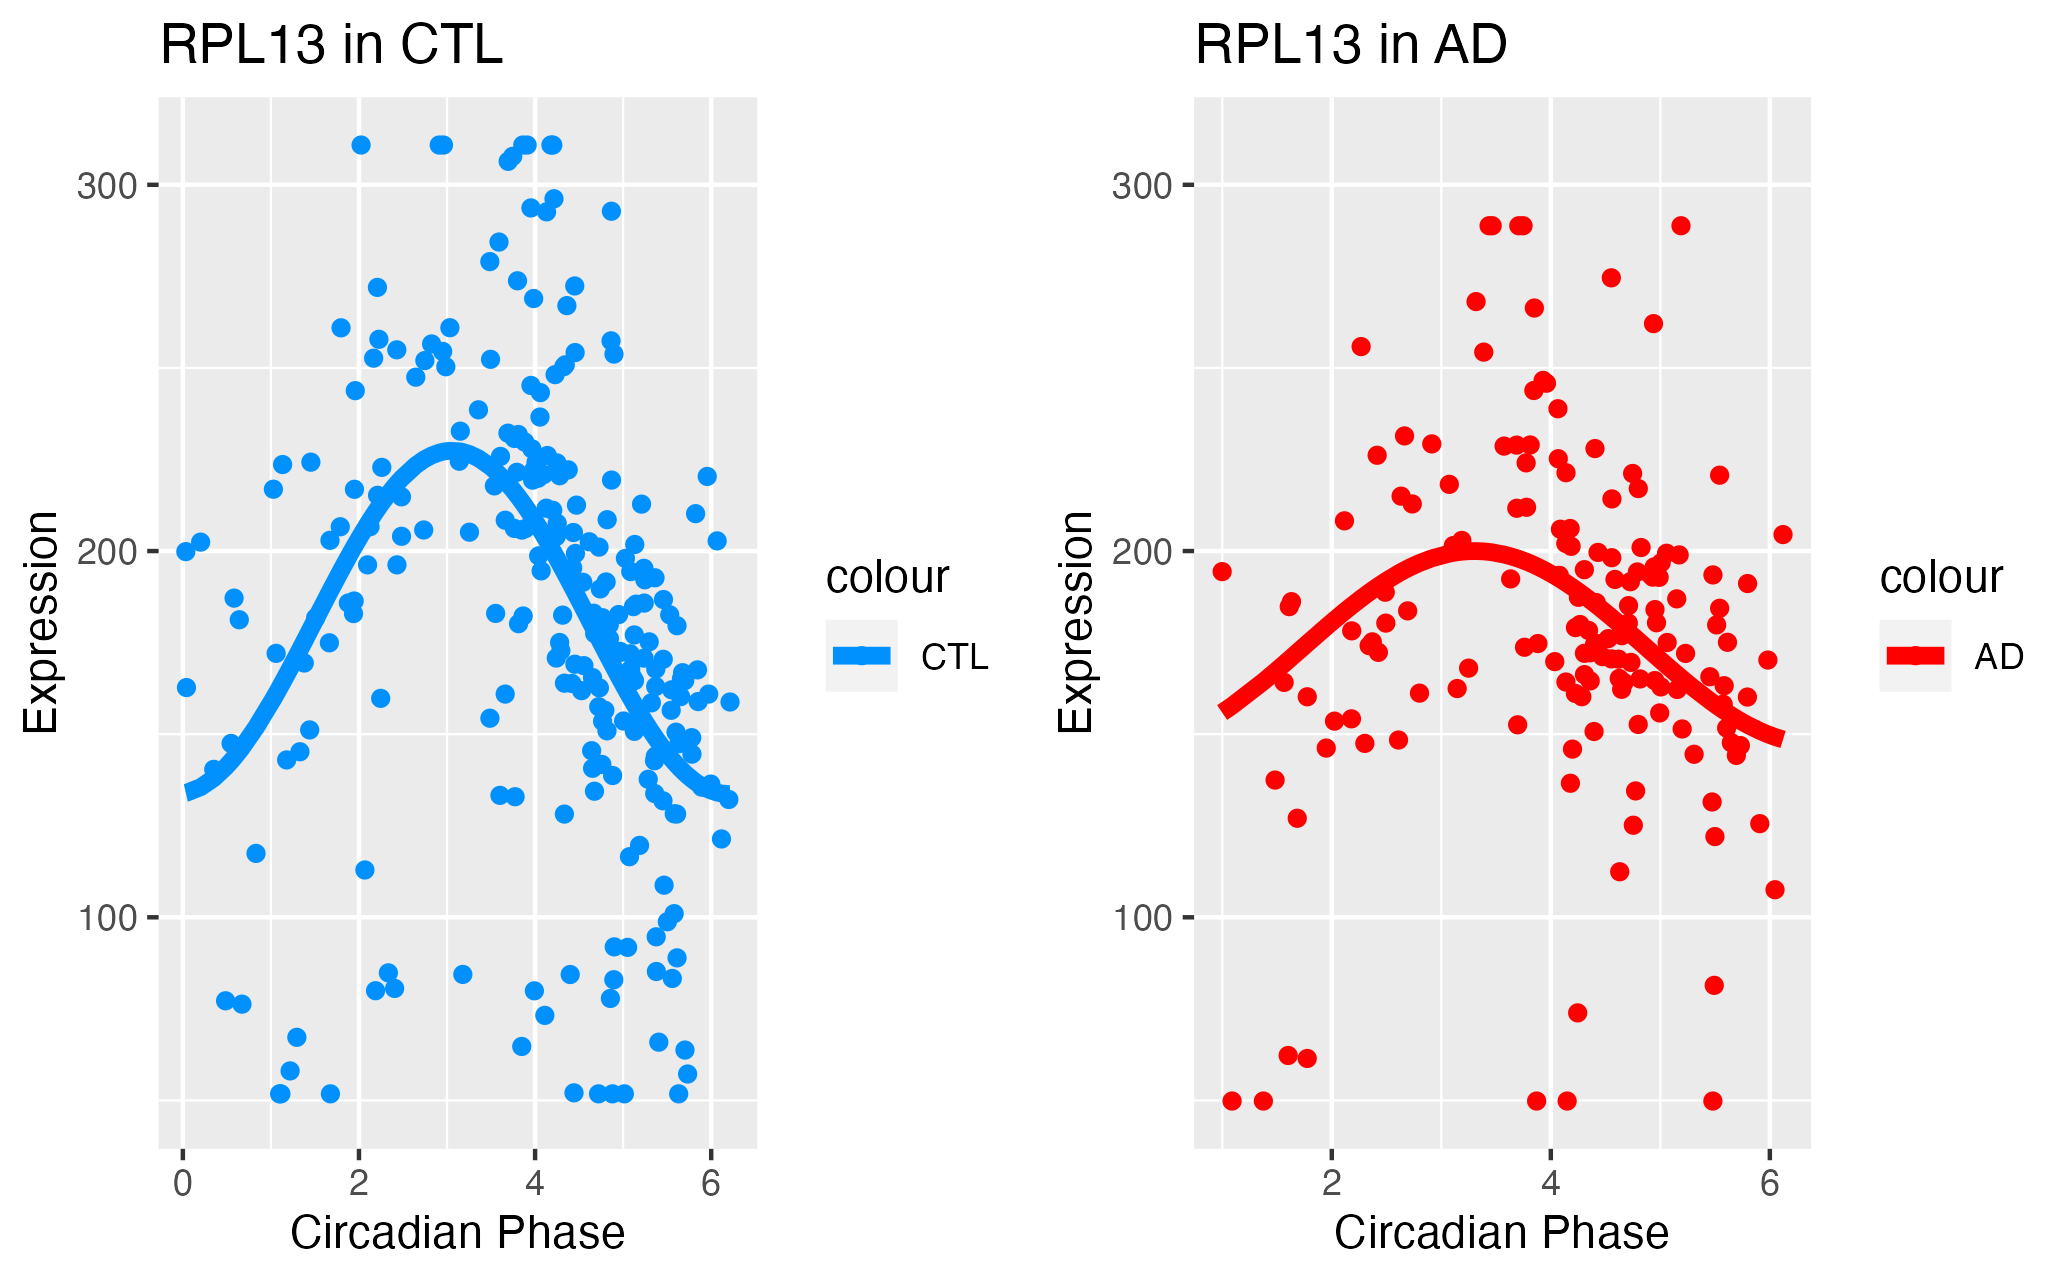 RPL13 in CTL
300
200
100
Expression
0 2 4 6
Circadian Phase
colour
CTL
RPL13 in AD
300
200
100
Expression
2 4 6
Circadian Phase
colour
AD